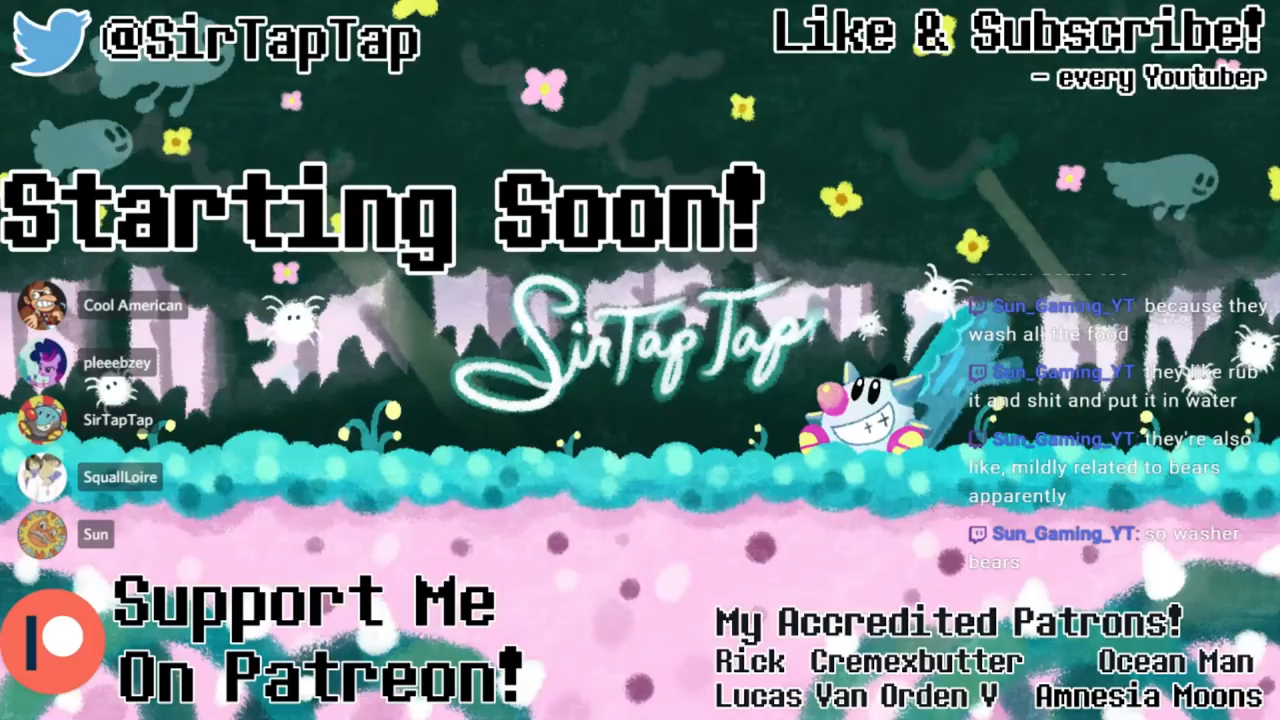 @SirTapTap
Like & Subscribe!
- every Youtuber
Starting Soon!
SirTapTap
Cool American
pleeebzey
SirTapTap
SquallLoire
Sun
Sun_Gaming_YT because they
wash all the food
Sun_Gaming_YT they like rub
it and shit and put it in water
Sun_Gaming_YT: they're also
like, mildly related to bears
apparently
Sun_Gaming_YT: so washer
bears
Support Me
On Patreon!
My Accredited Patrons!
Rick Cremexbutter Ocean Man
Lucas Van Orden V Amnesia Moons